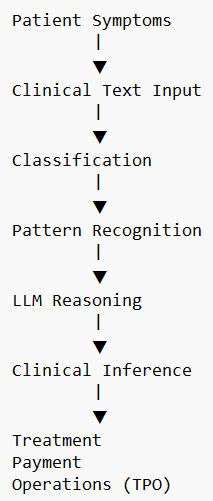 Patient Symptoms
|
▼
Clinical Text Input
|
▼
Classification
|
▼
Pattern Recognition
|
▼
LLM Reasoning
|
▼
Clinical Inference
|
▼
Treatment
Payment
Operations (TPO)